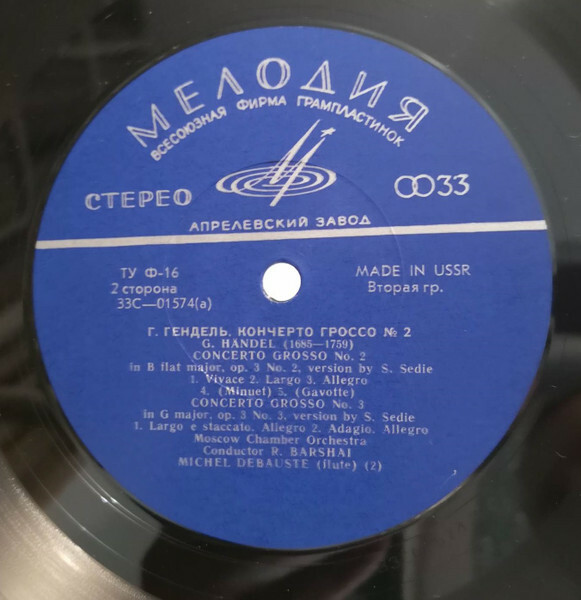 МЕЛОДИЯ
ВСЕСОЮЗНАЯ ФИРМА ГРАМПЛАСТИНОК
СТЕРЕО
33
АПРЕЛЕВСКИЙ ЗАВОД
ТУ Ф-16
MADE IN USSR
2 сторона
Вторая гр.
33С—01574(а)
Г. ГЕНДЕЛЬ. КОНЧЕРТО ГРОССО № 2
G. HANDEL (1685—1759)
CONCERTO GROSSO No. 2
in B flat major, op. 3 No. 2, version by S. Sedie
1. Vivace 2. Largo 3. Allegro
4. (Minuet) 5. (Gavotte)
CONCERTO GROSSO No. 3
in G major, op. 3 No. 3, version by S. Sedie
1. Largo e staccato. Allegro 2. Adagio. Allegro
Moscow Chamber Orchestra
Conductor R. BARSHAI
MICHEL DEBAUSTE (flute) (2)